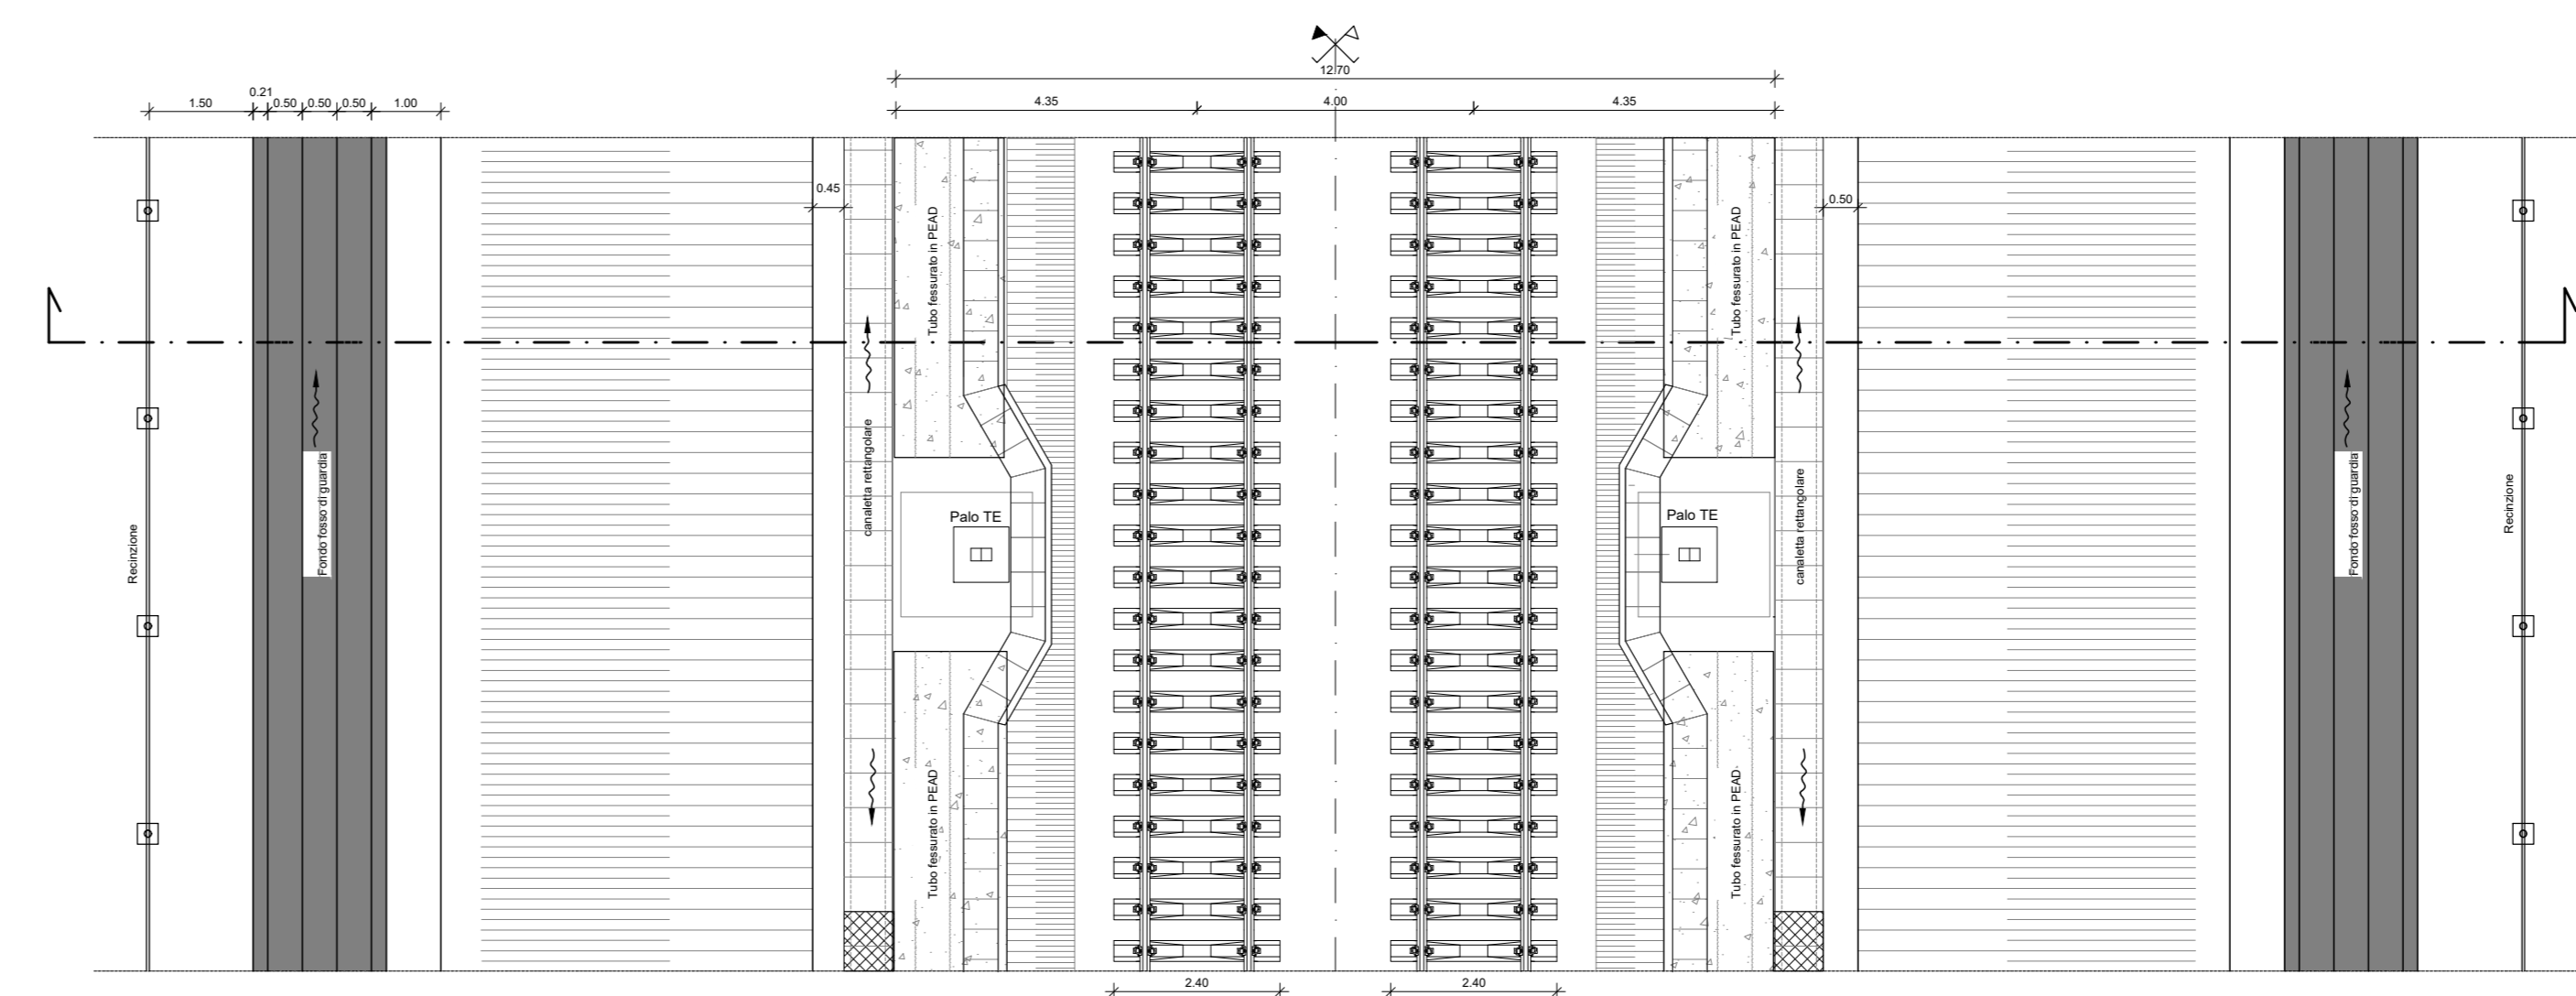 12.70
0.21
1.50
0.50
0.50
0.50
1.00
4.35
4.00
4.35
0.45
0.50
Tubo fessurato in PEAD
Tubo fessurato in PEAD
Fondo fosso di guardia
canaletta rettangolare
canaletta rettangolare
Fondo fosso di guardia
Recinzione
Palo TE
Palo TE
Recinzione
Tubo fessurato in PEAD
Tubo fessurato in PEAD
2.40
2.40